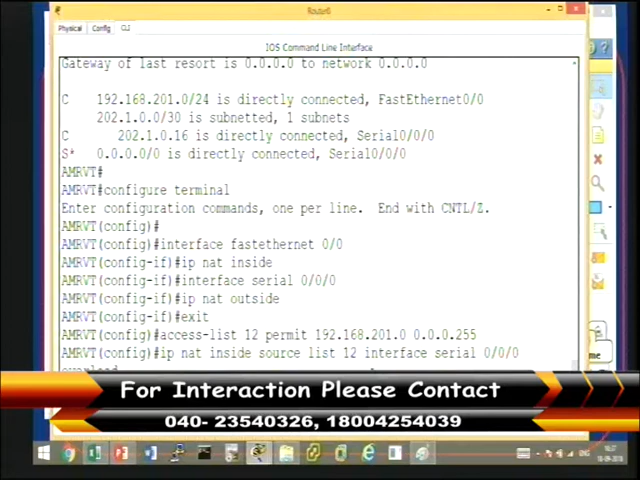 Router6
Physical Config CLI
IOS Command Line Interface
Gateway of last resort is 0.0.0.0 to network 0.0.0.0
C 192.168.201.0/24 is directly connected, FastEthernet0/0
202.1.0.0/30 is subnetted, 1 subnets
C 202.1.0.16 is directly connected, Serial0/0/0
S* 0.0.0.0/0 is directly connected, Serial0/0/0
AMRVT#
AMRVT#configure terminal
Enter configuration commands, one per line. End with CNTL/Z.
AMRVT(config)#
AMRVT(config)#interface fastethernet 0/0
AMRVT(config-if)#ip nat inside
AMRVT(config-if)#interface serial 0/0/0
AMRVT(config-if)#ip nat outside
AMRVT(config-if)#exit
AMRVT(config)#access-list 12 permit 192.168.201.0 0.0.0.255
AMRVT(config)#ip nat inside source list 12 interface serial 0/0/0
overload
me
For Interaction Please Contact
040- 23540326, 18004254039